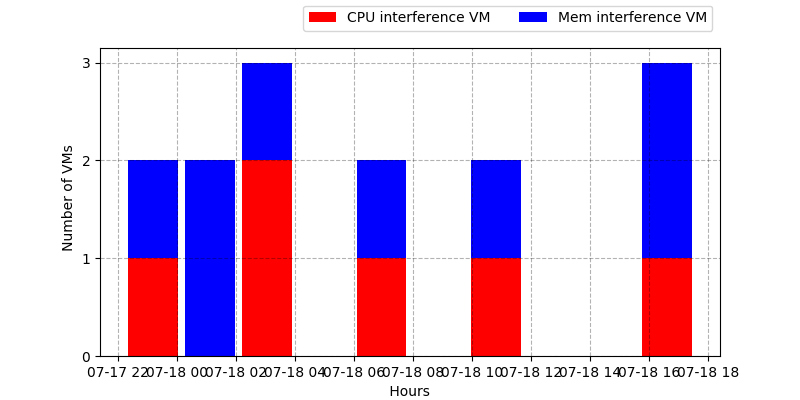 CPU interference VM Mem interference VM
3
2
1
0
Number of VMs
07-17 22 07-18 00 07-18 02 07-18 04 07-18 06 07-18 08 07-18 10 07-18 12 07-18 14 07-18 16 07-18 18
Hours